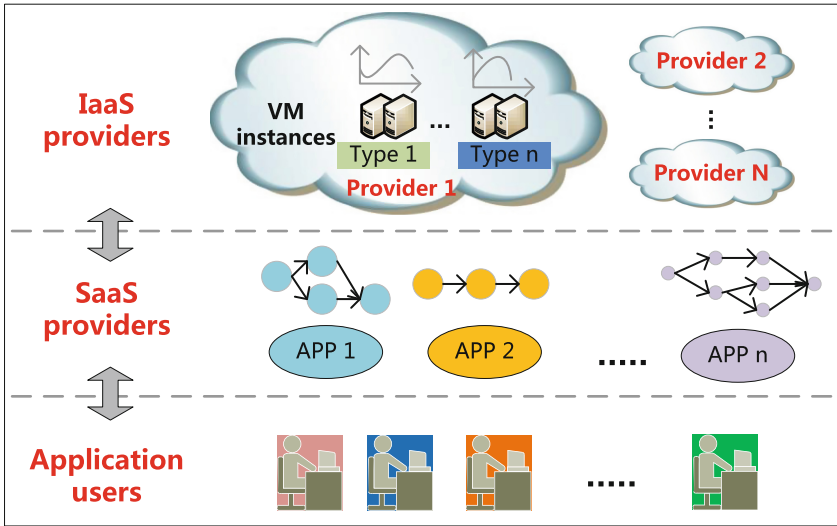 IaaS
providers
VM
instances
...
Type 1
Type n
Provider 1
Provider 2
...
Provider N
SaaS
providers
APP 1
APP 2
.....
APP n
Application
users
.....